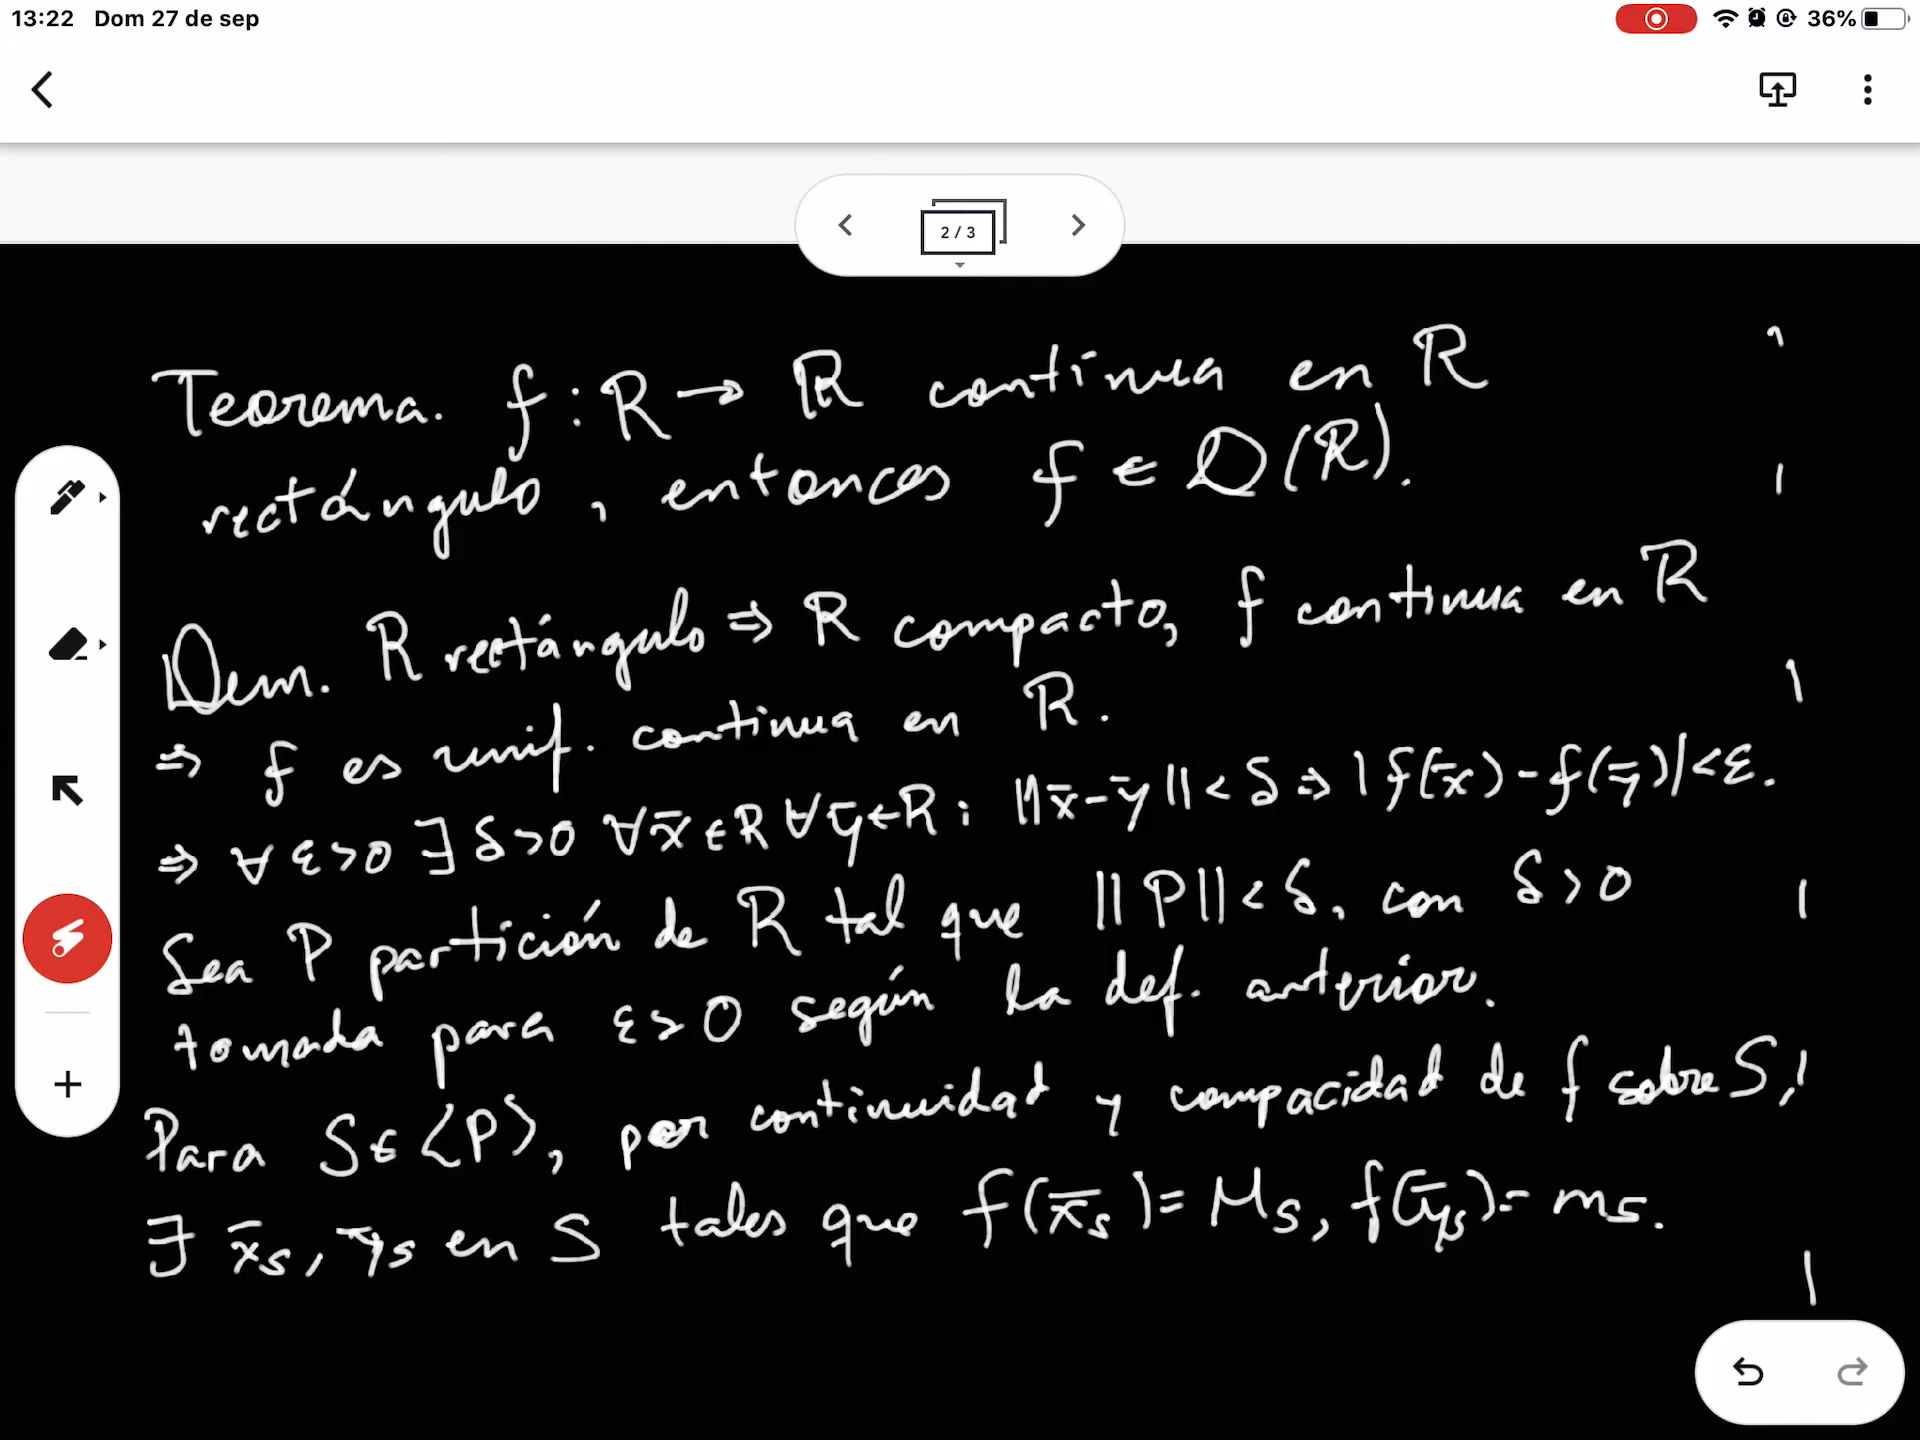 13:22 Dom 27 de sep 36%
2 / 3
Teorema. f : R → ℝ continua en R
rectángulo, entonces f ∈ D(R).
Dem. R rectángulo ⇒ R compacto, f continua en R
⇒ f es unif. continua en R.
⇒ ∀ ε>0 ∃ δ>0 ∀x̄ ∈ R ∀ȳ ∈ R : ||x̄-ȳ|| < δ ⇒ |f(x̄)-f(ȳ)|<ε.
Sea P partición de R tal que ||P|| < δ, con δ>0
tomada para ε>0 según la def. anterior.
Para S∈⟨P⟩, por continuidad y compacidad de f sobre S,
∃ x̄s, ȳs en S tales que f(x̄s)= Ms, f(ȳs)= ms.